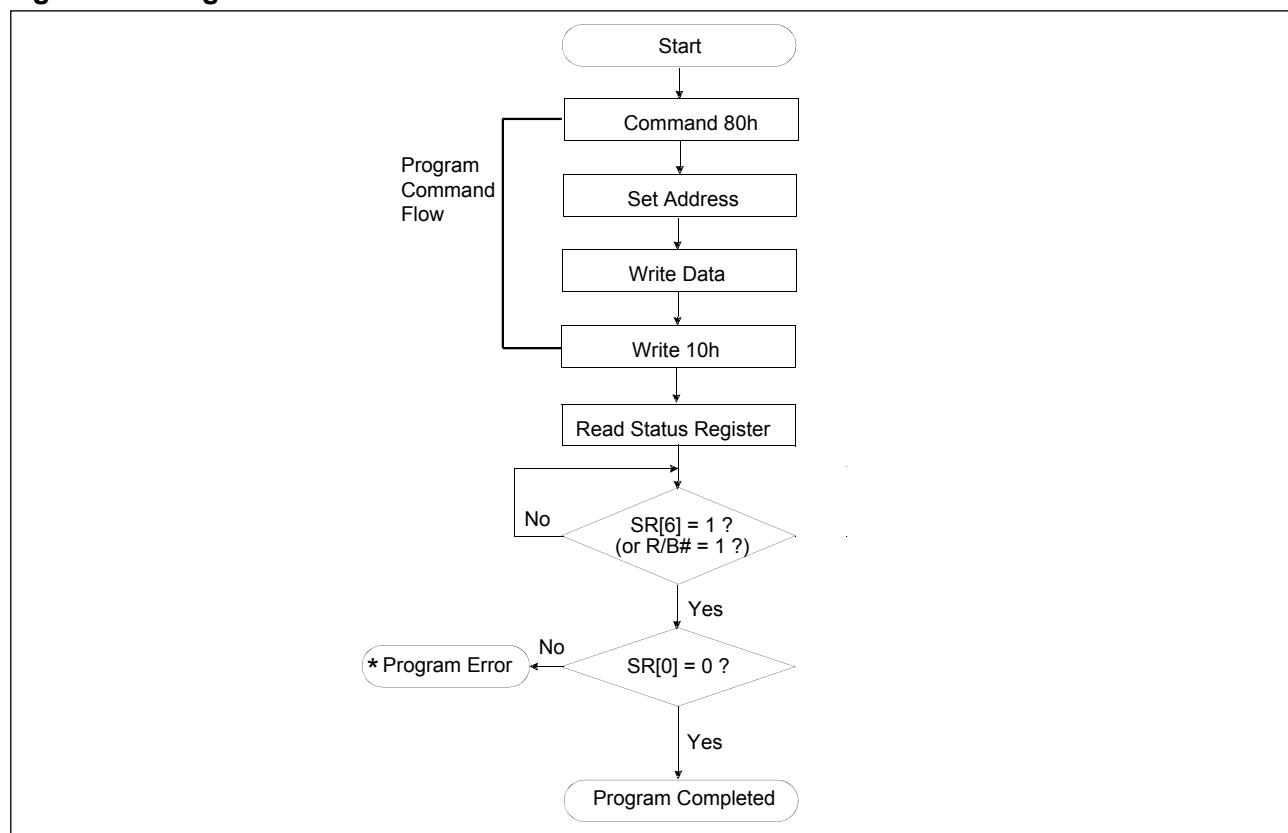 Start
Command 80h
Program
Command
Flow
Set Address
Write Data
Write 10h
Read Status Register
No
SR[6] = 1 ?
(or R/B# = 1 ?)
Yes
No
* Program Error
SR[0] = 0 ?
Yes
Program Completed